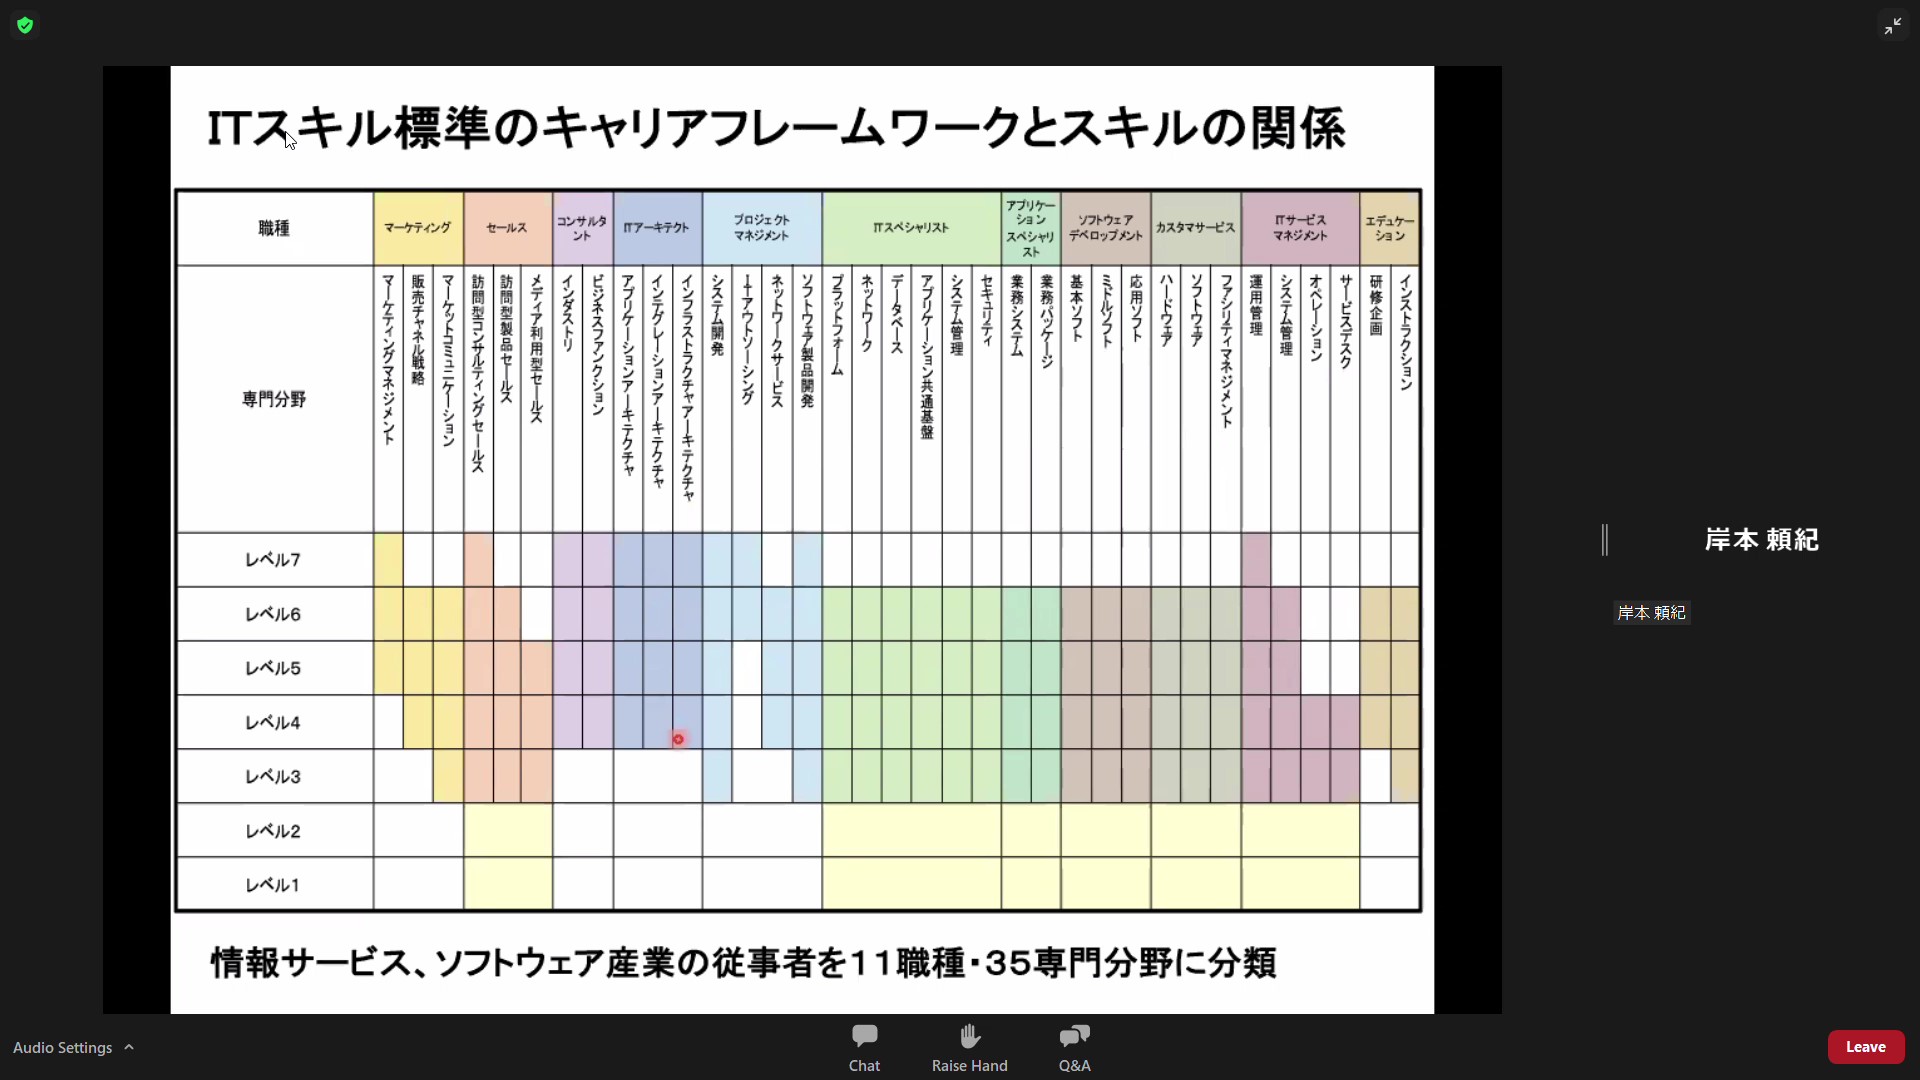 ITスキル標準のキャリアフレームワークとスキルの関係
職種
マーケティング
セールス
コンサルタ
ント
ITアーキテクト
プロジェクト
マネジメント
ITスペシャリスト
アプリケー
ション
スペシャリ
スト
ソフトウェア
デベロップメント
カスタマサービス
ITサービス
マネジメント
エデュケー
ション
専門分野
マーケティングマネジメント
販売チャネル戦略
マーケットコミュニケーション
訪問型コンサルティングセールス
訪問型製品セールス
メディア利用型セールス
インダストリ
ビジネスファンクション
アプリケーションアーキテクチャ
インテグレーションアーキテクチャ
インフラストラクチャアーキテクチャ
システム開発
ITアウトソーシング
ネットワークサービス
ソフトウェア製品開発
プラットフォーム
ネットワーク
データベース
アプリケーション共通基盤
システム管理
セキュリティ
業務システム
業務パッケージ
基本ソフト
ミドルソフト
応用ソフト
ハードウェア
ソフトウェア
ファシリティマネジメント
運用管理
システム管理
オペレーション
サービスデスク
研修企画
インストラクション
レベル7
レベル6
レベル5
レベル4
レベル3
レベル2
レベル1
情報サービス、ソフトウェア産業の従事者を11職種・35専門分野に分類
岸本 頼紀
岸本 頼紀
Audio Settings
Chat
Raise Hand
Q&A
Leave